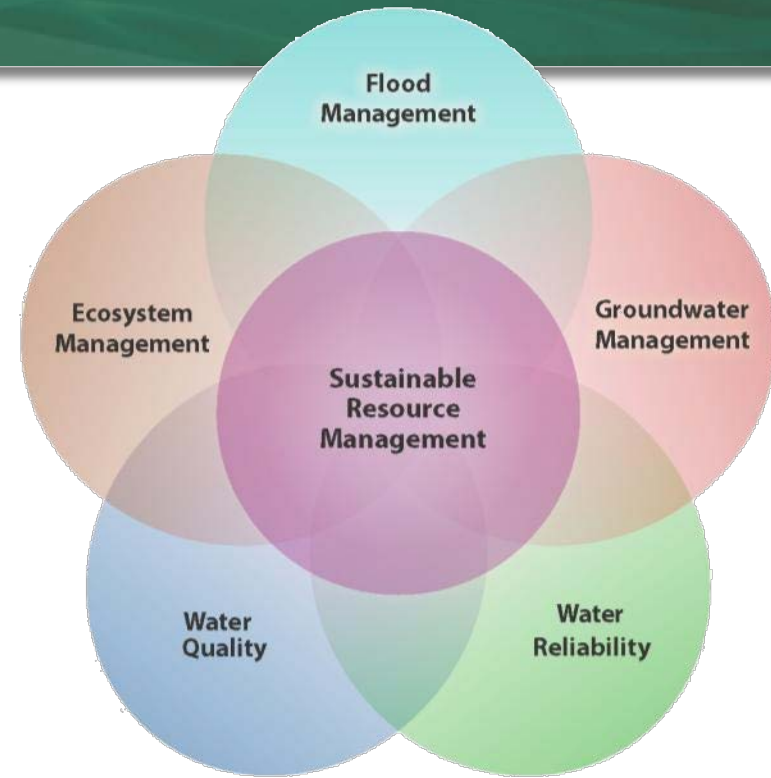 Flood
Management
Ecosystem
Management
Groundwater
Management
Sustainable
Resource
Management
Water
Quality
Water
Reliability